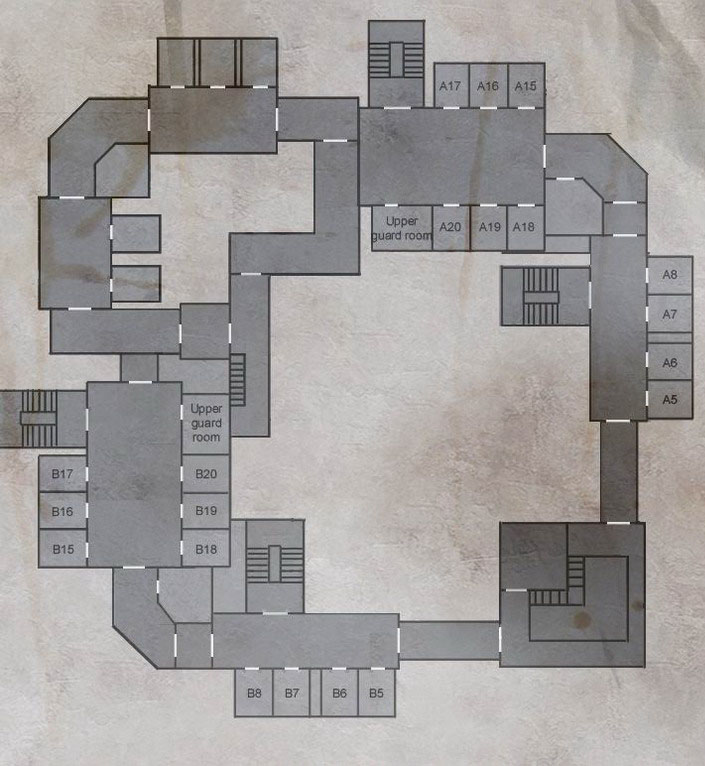 A17 A16 A15
Upper
guard room
A20 A19 A18
A8
A7
A6
A5
Upper
guard
room
B17
B20
B16
B19
B15
B18
B8 B7 B6 B5